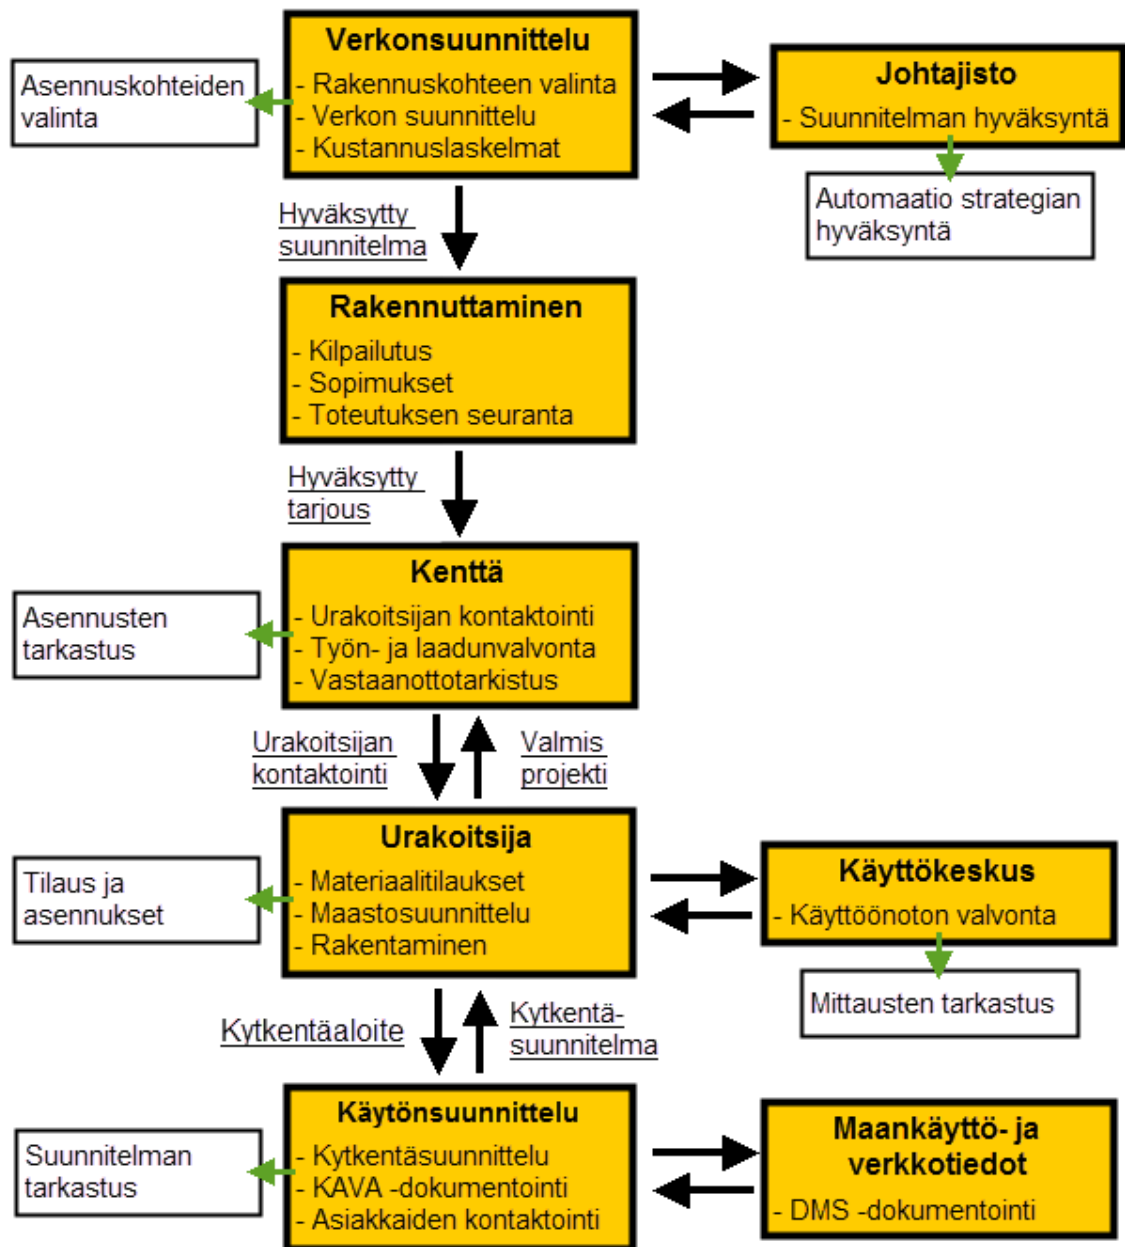 Verkonsuunnittelu
- Rakennuskohteen valinta
- Verkon suunnittelu
- Kustannuslaskelmat
Johtajisto
- Suunnitelman hyväksyntä
Asennuskohteiden
valinta
Automaatio strategian
hyväksyntä
Hyväksytty
suunnitelma
Rakennuttaminen
- Kilpailutus
- Sopimukset
- Toteutuksen seuranta
Hyväksytty
tarjous
Kenttä
- Urakoitsijan kontaktointi
- Työn- ja laadunvalvonta
- Vastaanottotarkistus
Asennusten
tarkastus
Urakoitsijan
kontaktointi
Valmis
projekti
Urakoitsija
- Materiaalitilaukset
- Maastosuunnittelu
- Rakentaminen
Tilaus ja
asennukset
Käyttökeskus
- Käyttöönoton valvonta
Mittausten tarkastus
Kytkentäaloite
Kytkentä-
suunnitelma
Käytönsuunnittelu
- Kytkentäsuunnittelu
- KAVA -dokumentointi
- Asiakkaiden kontaktointi
Suunnitelman
tarkastus
Maankäyttö- ja
verkkotiedot
- DMS -dokumentointi